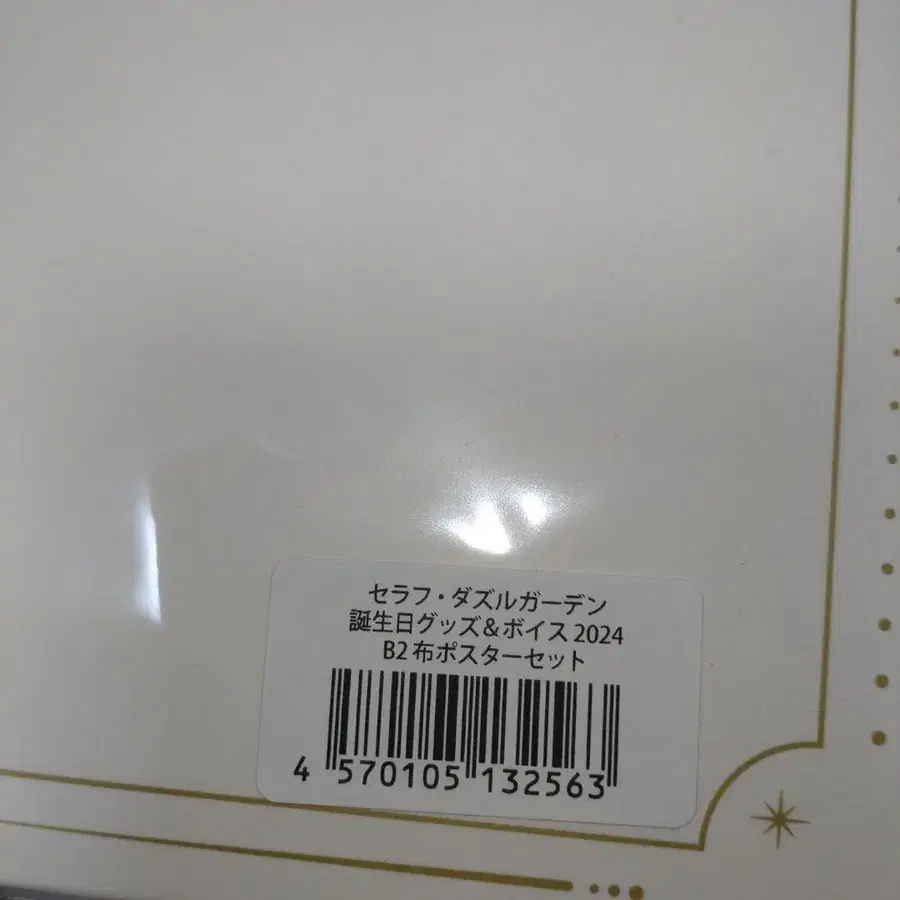 セラフ・ダズルガーデン
誕生日グッズ&ボイス 2024
B2 布ポスターセット
4 570105 132563